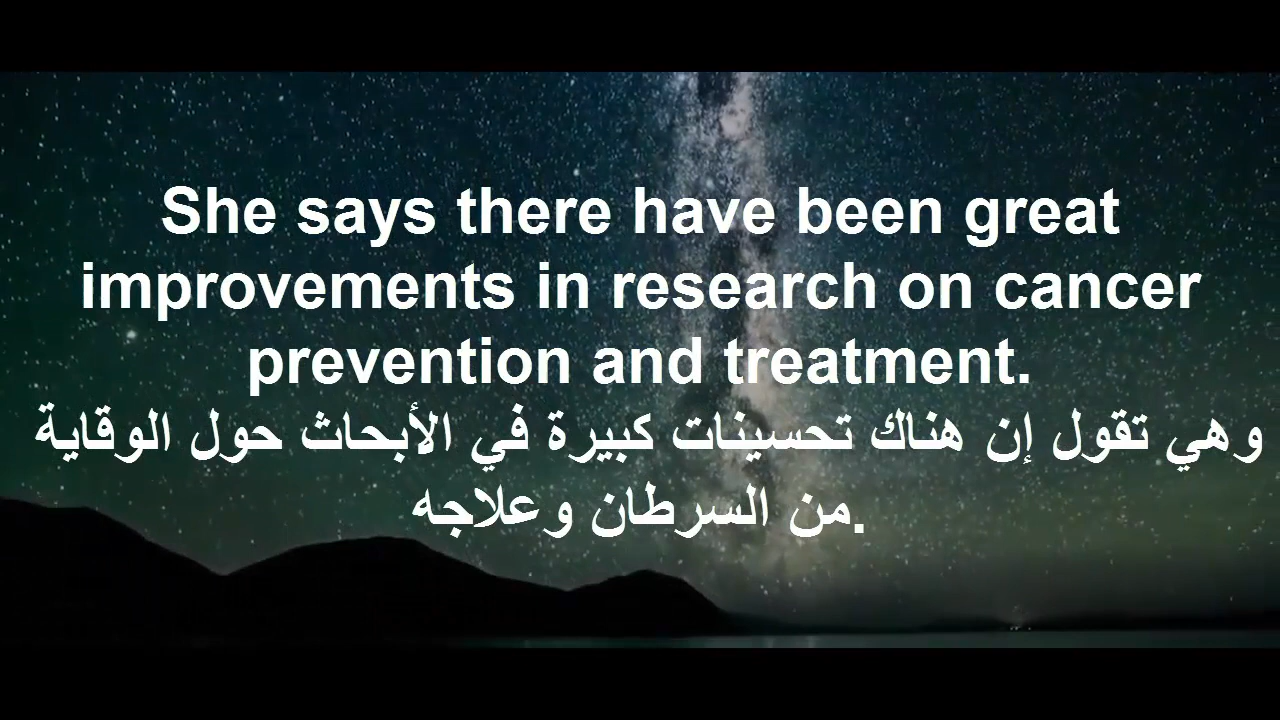 She says there have been great
improvements in research on cancer
prevention and treatment.
وهي تقول إن هناك تحسينات كبيرة في الأبحاث حول الوقاية
من السرطان وعلاجه.